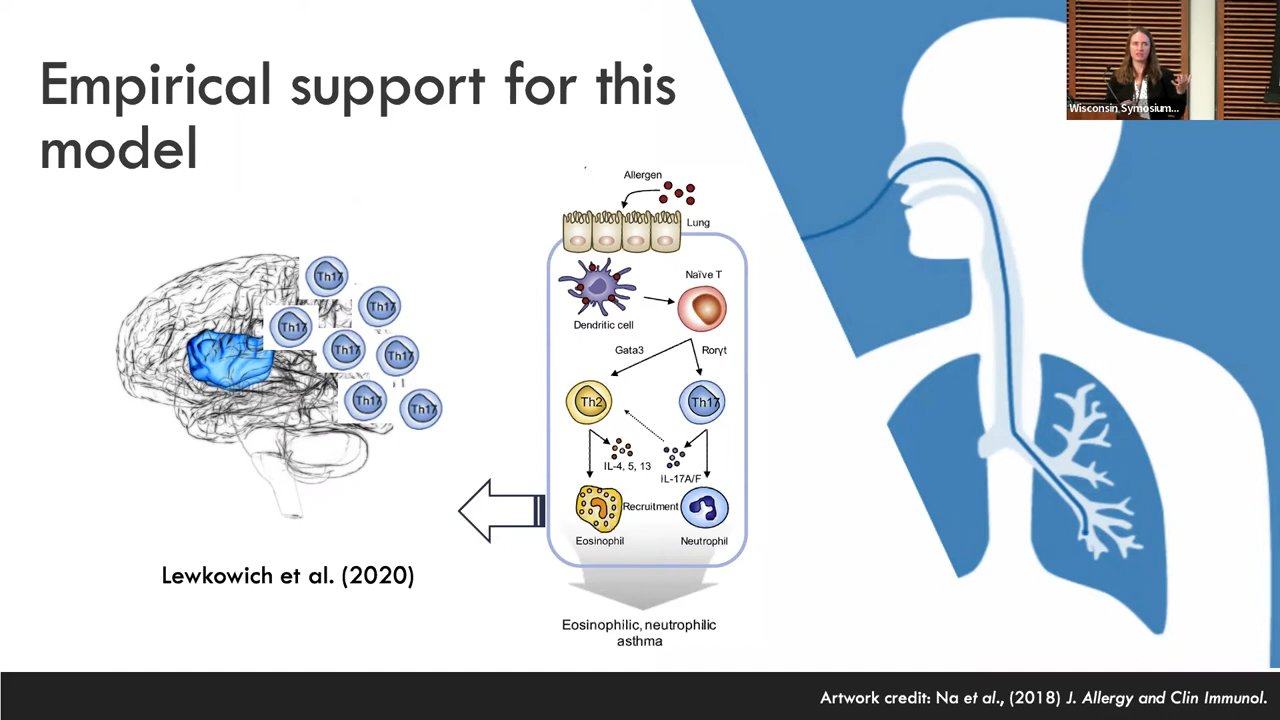 Empirical support for this
model
Wisconsin Symosium...
Allergen
Lung
Naïve T
Dendritic cell
Gata3
Rorγt
Th2
Th17
IL-4, 5, 13
IL-17A/F
Recruitment
Eosinophil
Neutrophil
Eosinophilic, neutrophilic
asthma
Th17
Th17
Th17
Th17
Th17
Th17
Th17
Lewkowich et al. (2020)
Artwork credit: Na et al., (2018) J. Allergy and Clin Immunol.